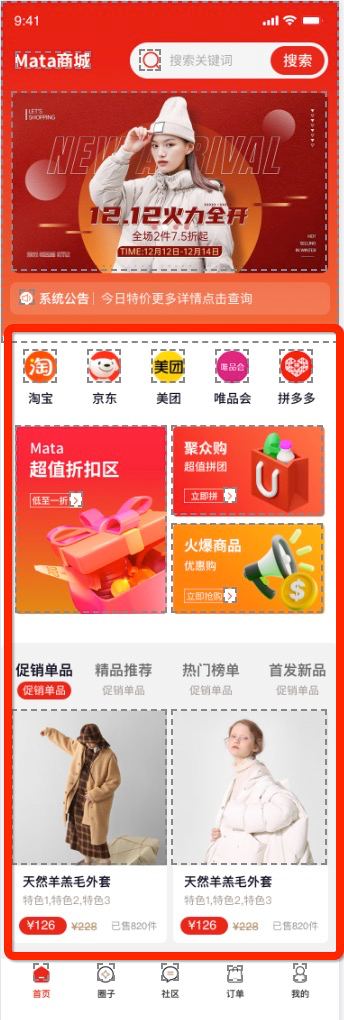 9:41
Mata商城
搜索关键词
搜索
LET'S
SHOPPING
NEW ARRIVAL
12.12火力全开
全场2件7.5折起
TIME:12月12日-12月14日
HOT
SELLING
IN WINTER
系统公告 | 今日特价更多详情点击查询
淘
美团
唯品会
淘宝
京东
美团
唯品会
拼多多
Mata
超值折扣区
低至一折
聚众购
超值拼团
立即拼
火爆商品
优惠购
立即抢购
促销单品
精品推荐
热门榜单
首发新品
促销单品
促销单品
促销单品
促销单品
天然羊羔毛外套
特色1,特色2,特色3
¥126
¥228
已售820件
天然羊羔毛外套
特色1,特色2,特色3
¥126
¥228
已售820件
首页
圈子
社区
订单
我的